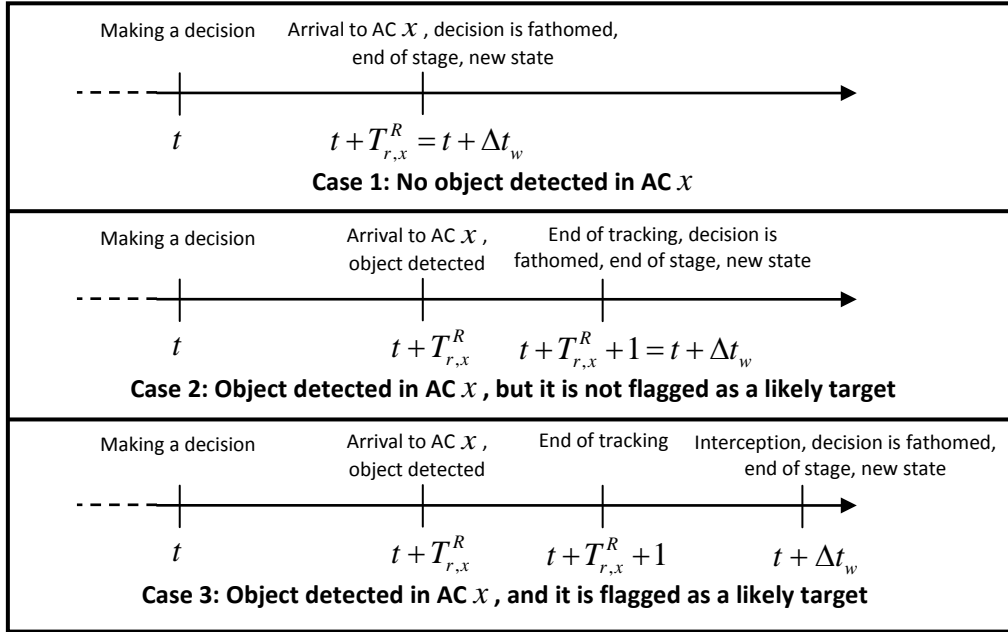 Making a decision
Arrival to AC x , decision is fathomed,
end of stage, new state
t
t + T^R_{r,x} = t + Δt_w
Case 1: No object detected in AC x
Making a decision
Arrival to AC x ,
object detected
End of tracking, decision is
fathomed, end of stage, new state
t
t + T^R_{r,x}
t + T^R_{r,x} + 1 = t + Δt_w
Case 2: Object detected in AC x , but it is not flagged as a likely target
Making a decision
Arrival to AC x ,
object detected
End of tracking
Interception, decision is fathomed,
end of stage, new state
t
t + T^R_{r,x}
t + T^R_{r,x} + 1
t + Δt_w
Case 3: Object detected in AC x , and it is flagged as a likely target